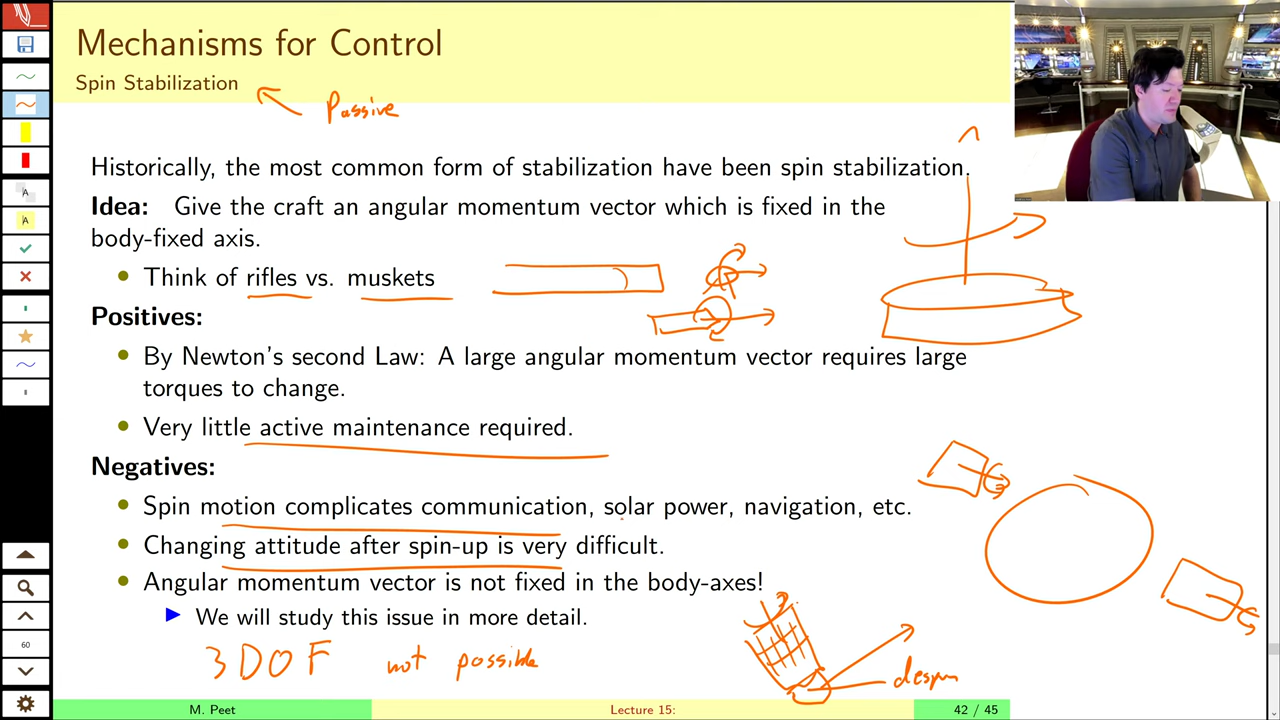 Mechanisms for Control
Spin Stabilization
Passive
Historically, the most common form of stabilization have been spin stabilization.
Idea: Give the craft an angular momentum vector which is fixed in the
body-fixed axis.
• Think of rifles vs. muskets
Positives:
• By Newton's second Law: A large angular momentum vector requires large
torques to change.
• Very little active maintenance required.
Negatives:
• Spin motion complicates communication, solar power, navigation, etc.
• Changing attitude after spin-up is very difficult.
• Angular momentum vector is not fixed in the body-axes!
▶ We will study this issue in more detail.
3DOF not possible
despin
60
M. Peet
Lecture 15:
42 / 45
A
A